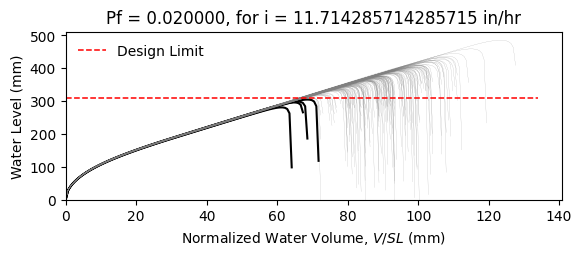 Pf = 0.020000, for i = 11.714285714285715 in/hr
500
400
300
200
100
0
Water Level (mm)
Design Limit
0 20 40 60 80 100 120 140
Normalized Water Volume, V/SL (mm)